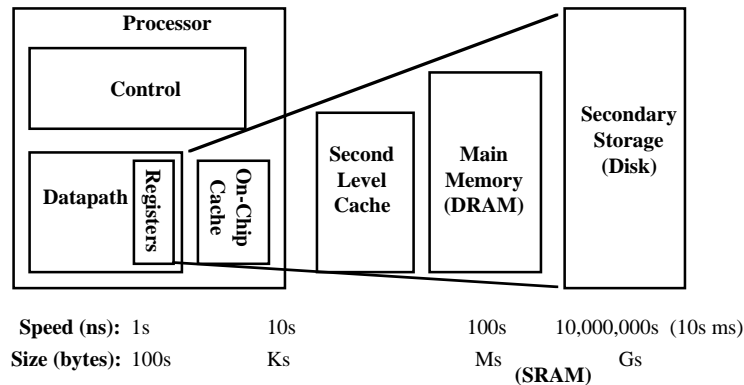 Processor
Control
Datapath
Registers
On-Chip
Cache
Second
Level
Cache
Main
Memory
(DRAM)
Secondary
Storage
(Disk)
Speed (ns): 1s 10s 100s 10,000,000s (10s ms)
Size (bytes): 100s Ks Ms Gs
(SRAM)